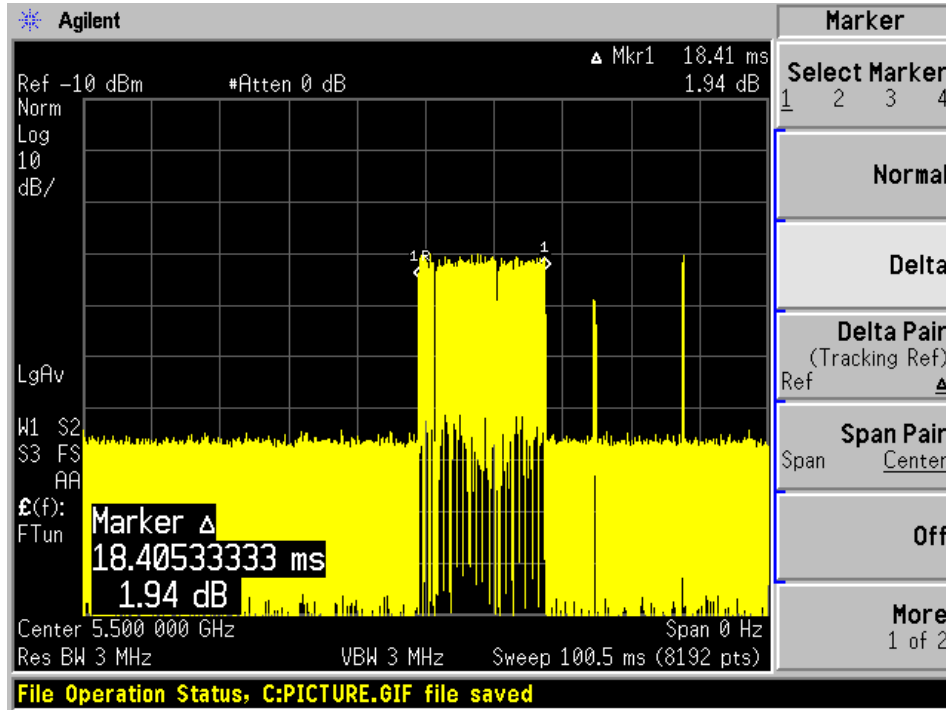 Agilent
Marker
Δ Mkr1 18.41 ms
Ref -10 dBm #Atten 0 dB 1.94 dB
Norm
Log
10
dB/
1R
1
LgAv
W1 S2
S3 FS
AA
£(f):
FTun
Marker Δ
18.40533333 ms
1.94 dB
Center 5.500 000 GHz Span 0 Hz
Res BW 3 MHz VBW 3 MHz Sweep 100.5 ms (8192 pts)
File Operation Status, C:PICTURE.GIF file saved
Select Marker
1 2 3 4
Normal
Delta
Delta Pair
(Tracking Ref)
Ref Δ
Span Pair
Span Center
Off
More
1 of 2